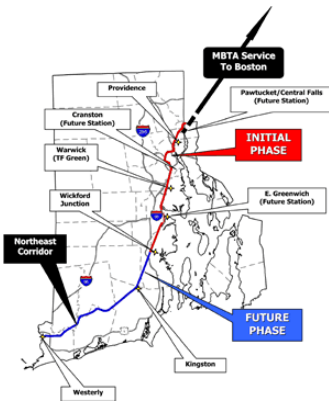 MBTA Service
To Boston
Providence
Pawtucket/Central Falls
(Future Station)
Cranston
(Future Station)
INITIAL
PHASE
Warwick
(TF Green)
Wickford
Junction
E. Greenwich
(Future Station)
Northeast
Corridor
FUTURE
PHASE
Kingston
Westerly